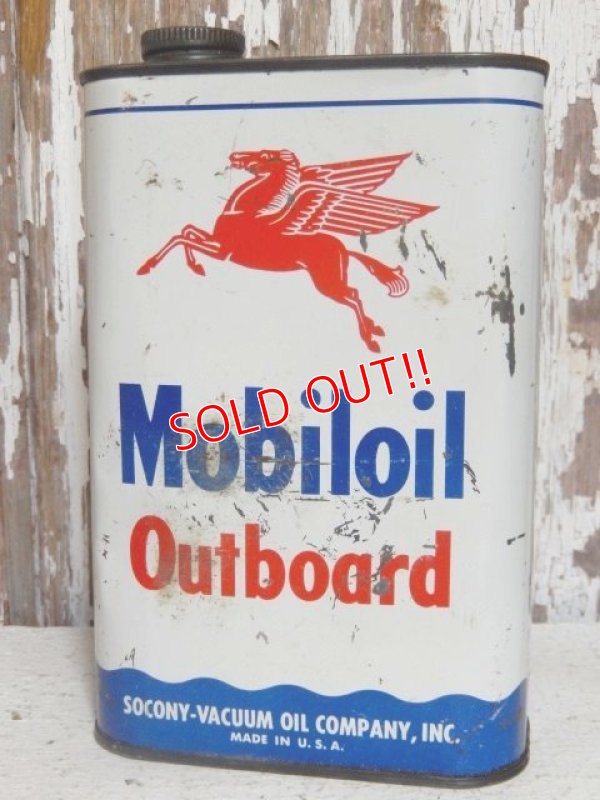 SOLD OUT!!
Mobiloil
Outboard
SOCONY-VACUUM OIL COMPANY, INC.
MADE IN U.S.A.